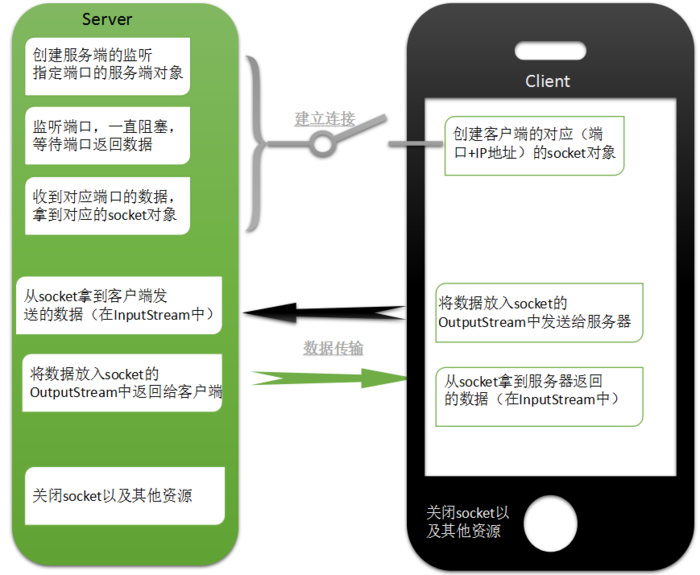 Server
创建服务端的监听
指定端口的服务端对象
监听端口，一直阻塞，
等待端口返回数据
收到对应端口的数据，
拿到对应的socket对象
从socket拿到客户端发
送的数据（在InputStream中）
将数据放入socket的
OutputStream中返回给客户端
关闭socket以及其他资源
建立连接
数据传输
Client
创建客户端的对应（端
口+IP地址）的socket对象
将数据放入socket的
OutputStream中发送给服务器
从socket拿到服务器返回
的数据（在InputStream中）
关闭socket以
及其他资源